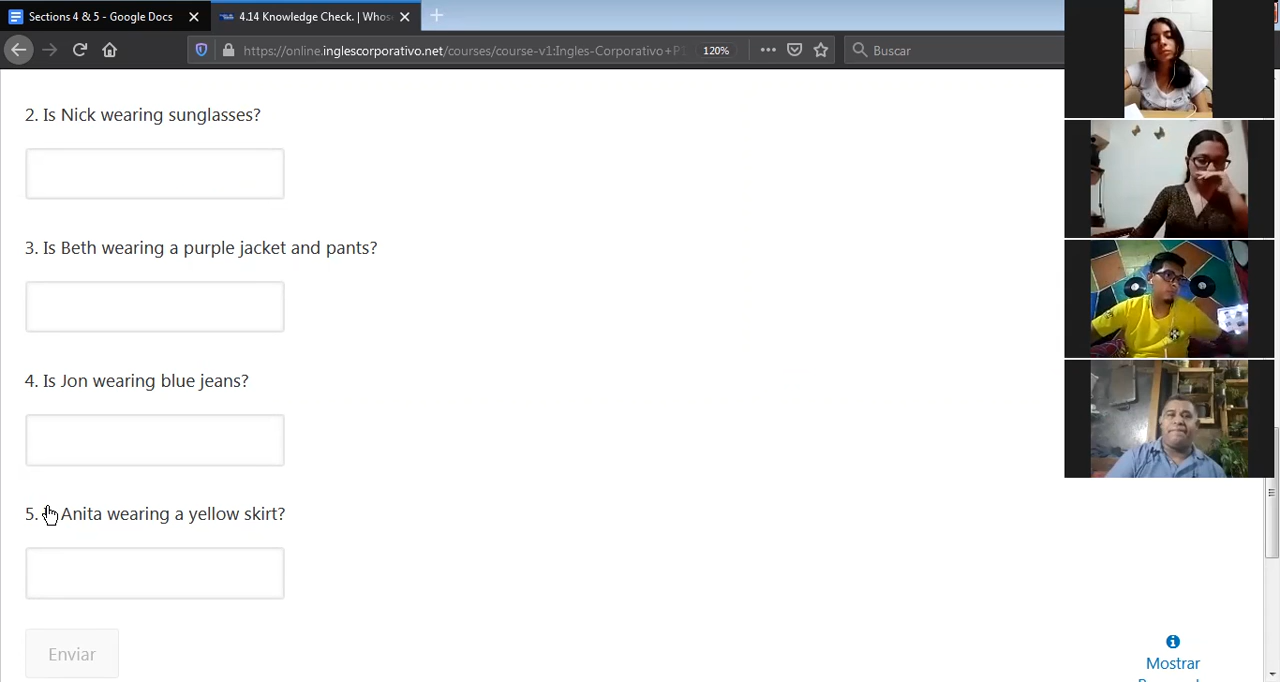 Sections 4 & 5 - Google Docs
4.14 Knowledge Check. | Whos
https://online.inglescorporativo.net/courses/course-v1:Ingles-Corporativo+P
120%
Buscar
2. Is Nick wearing sunglasses?
3. Is Beth wearing a purple jacket and pants?
4. Is Jon wearing blue jeans?
5. Anita wearing a yellow skirt?
Enviar
Mostrar